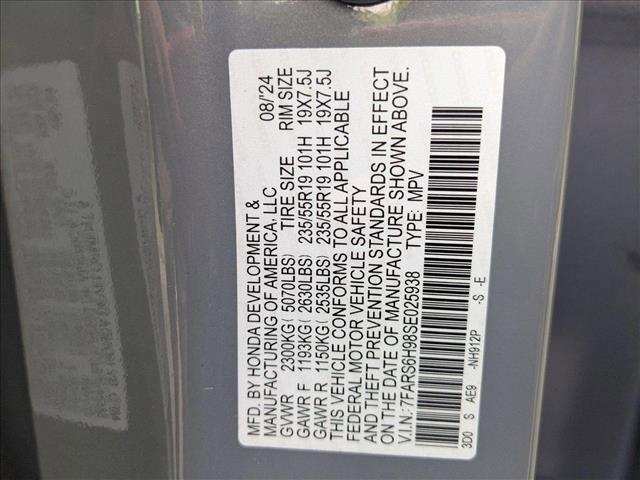 MFD. BY HONDA DEVELOPMENT &
MANUFACTURING OF AMERICA, LLC 08/'24
GVWR 2300KG( 5070LBS) TIRE SIZE RIM SIZE
GAWR F 1193KG( 2630LBS) 235/55R19 101H 19X7.5J
GAWR R 1150KG( 2535LBS) 235/55R19 101H 19X7.5J
THIS VEHICLE CONFORMS TO ALL APPLICABLE
FEDERAL MOTOR VEHICLE SAFETY
AND THEFT PREVENTION STANDARDS IN EFFECT
ON THE DATE OF MANUFACTURE SHOWN ABOVE.
V.I.N.: 7FARS6H98SE025938 TYPE: MPV
3D0 S AE9 -NH912P -S -E